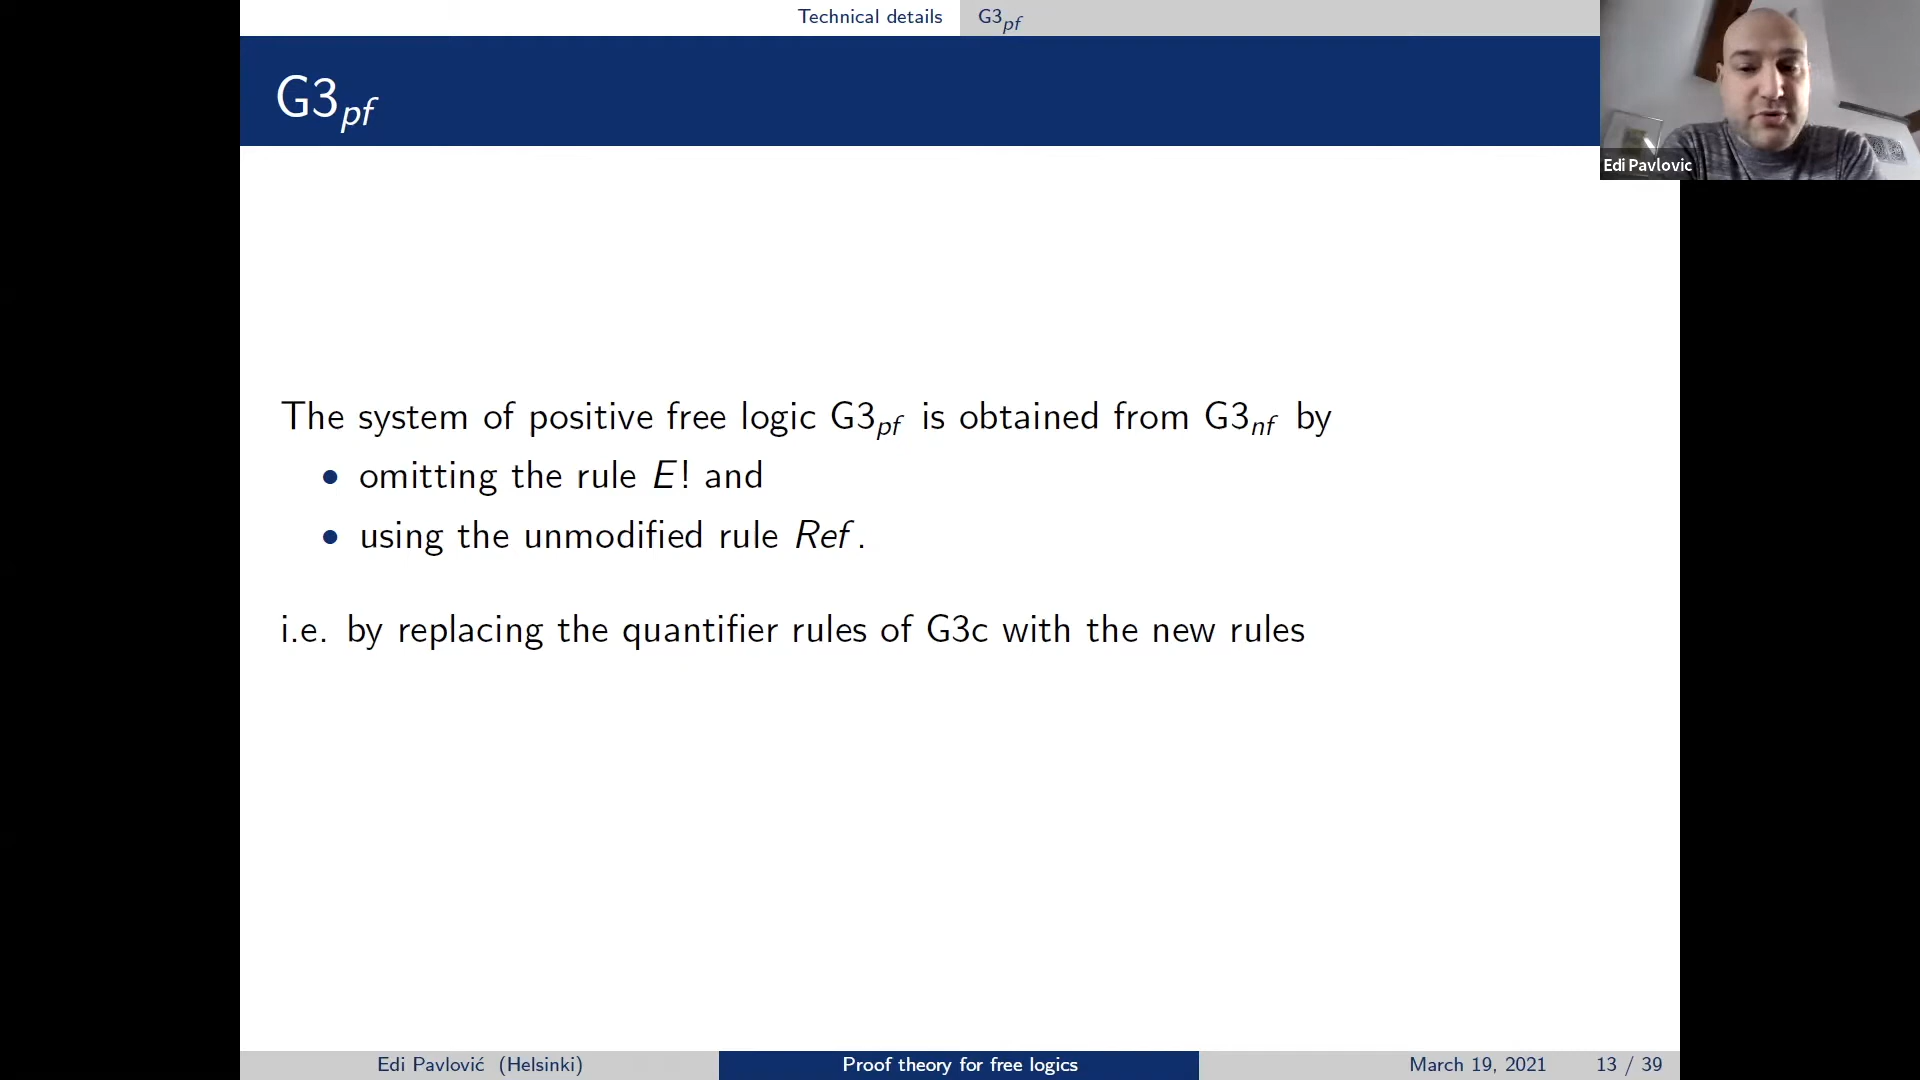 Technical details G3pf
G3pf
Edi Pavlovic
The system of positive free logic G3pf is obtained from G3nf by
• omitting the rule E! and
• using the unmodified rule Ref.
i.e. by replacing the quantifier rules of G3c with the new rules
Edi Pavlović (Helsinki) Proof theory for free logics March 19, 2021 13 / 39